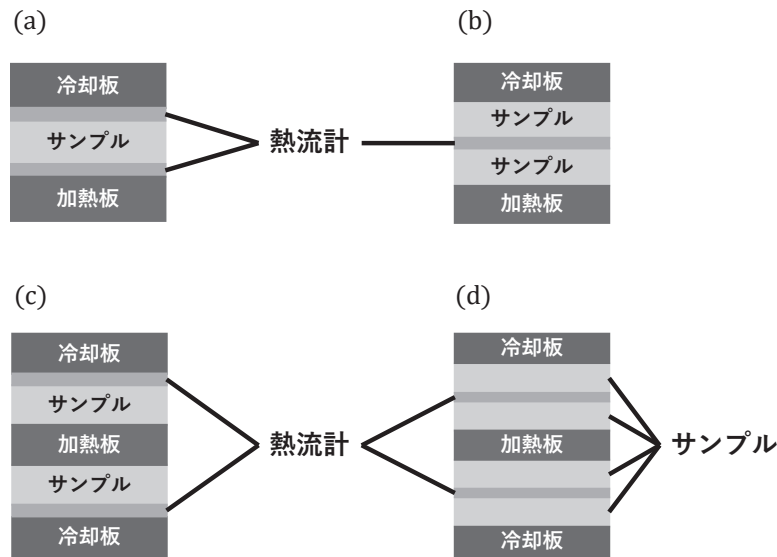 (a)
冷却板
サンプル
加熱板
熱流計
(b)
冷却板
サンプル
サンプル
加熱板
(c)
冷却板
サンプル
加熱板
サンプル
冷却板
熱流計
(d)
冷却板
加熱板
冷却板
サンプル